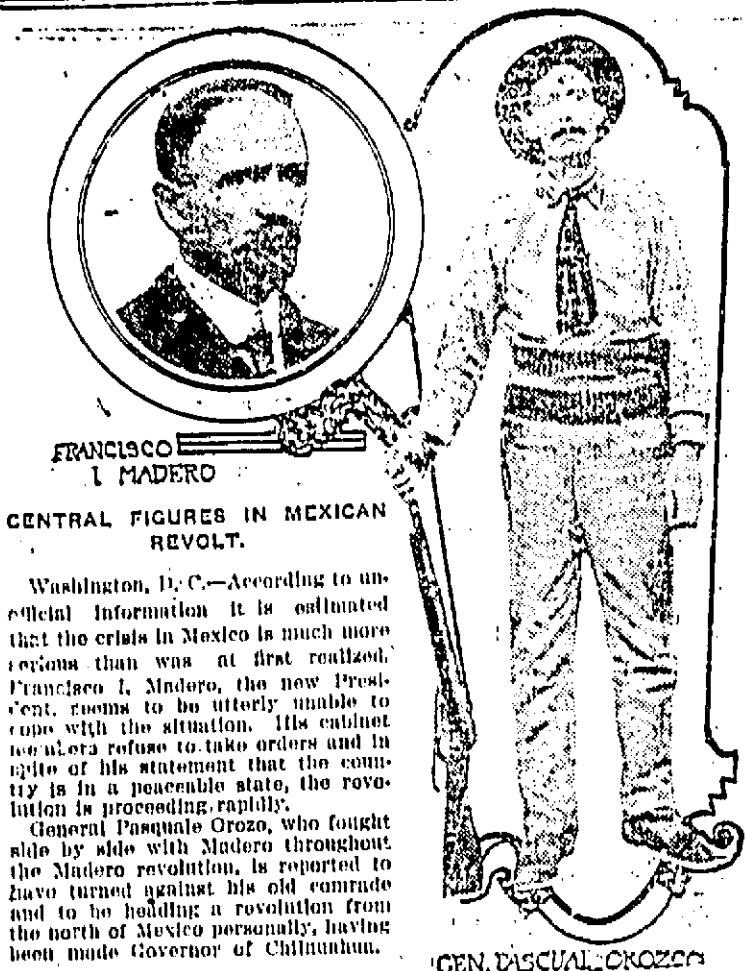 FRANCISCO
I. MADERO
CENTRAL FIGURES IN MEXICAN
REVOLT.
Washington, D. C.—According to un-
official information it is estimated
that the crisis in Mexico is much more
serious than was at first realized.
Francisco I. Madero, the new Presi-
dent, seems to be utterly unable to
cope with the situation. His cabinet
members refuse to take orders and in
spite of his statement that the coun-
try is in a peaceable state, the revo-
lution is proceeding rapidly.
General Pasquale Orozo, who fought
side by side with Madero throughout
the Madero revolution, is reported to
have turned against his old comrade
and to be heading a revolution from
the north of Mexico personally, having
been made Governor of Chihuahua.
GEN. PASCUAL OROZCO